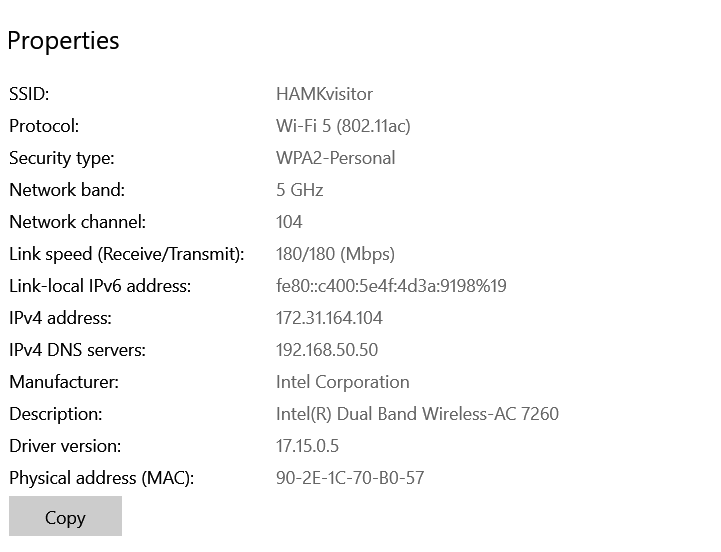 Properties
SSID: HAMKvisitor
Protocol: Wi-Fi 5 (802.11ac)
Security type: WPA2-Personal
Network band: 5 GHz
Network channel: 104
Link speed (Receive/Transmit): 180/180 (Mbps)
Link-local IPv6 address: fe80::c400:5e4f:4d3a:9198%19
IPv4 address: 172.31.164.104
IPv4 DNS servers: 192.168.50.50
Manufacturer: Intel Corporation
Description: Intel(R) Dual Band Wireless-AC 7260
Driver version: 17.15.0.5
Physical address (MAC): 90-2E-1C-70-B0-57
Copy